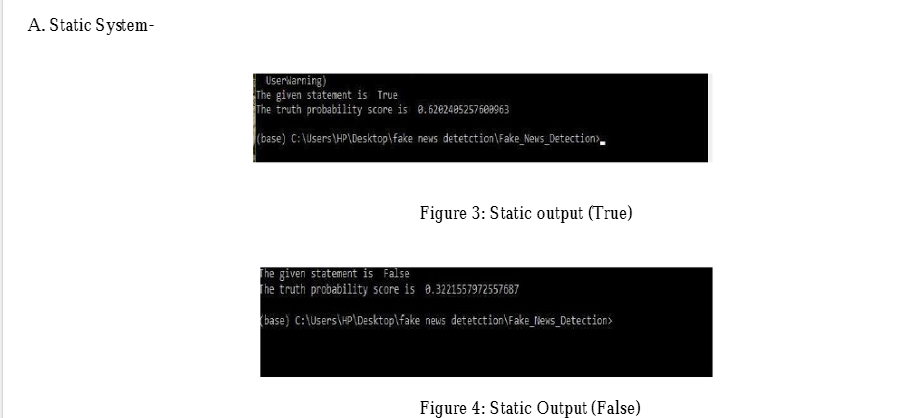 A. Static System-
UserWarning)
The given statement is True
The truth probability score is 0.6202405257600963
(base) C:\Users\HP\Desktop\fake news detetction\Fake_News_Detection>
Figure 3: Static output (True)
The given statement is False
The truth probability score is 0.3221557972557687
(base) C:\Users\HP\Desktop\fake news detetction\Fake_News_Detection>
Figure 4: Static Output (False)